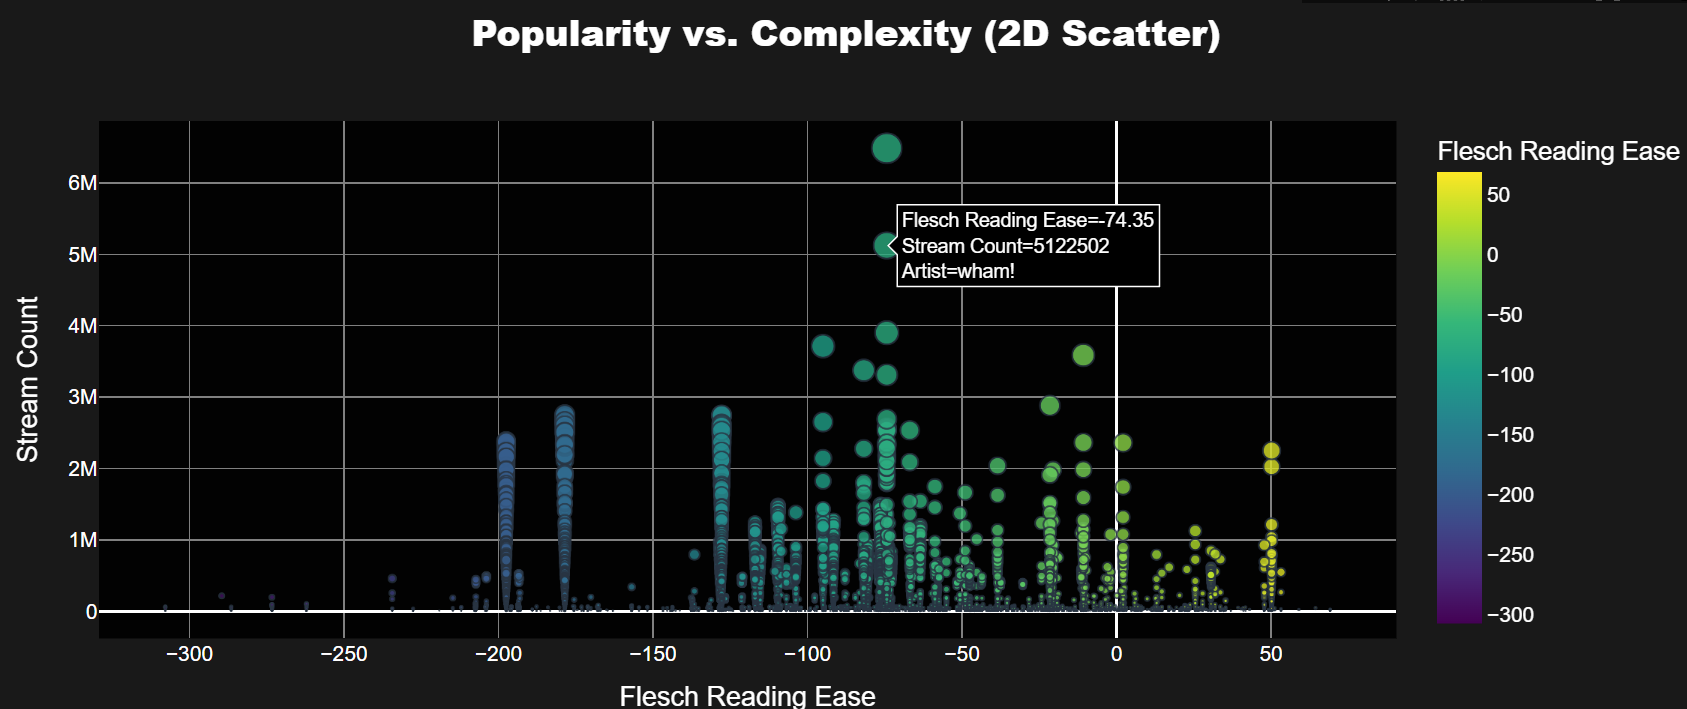 Popularity vs. Complexity (2D Scatter)
Flesch Reading Ease
50
0
−50
−100
−150
−200
−250
−300
6M
5M
4M
3M
2M
1M
0
Stream Count
Flesch Reading Ease=-74.35
Stream Count=5122502
Artist=wham!
−300
−250
−200
−150
−100
−50
0
50
Flesch Reading Ease